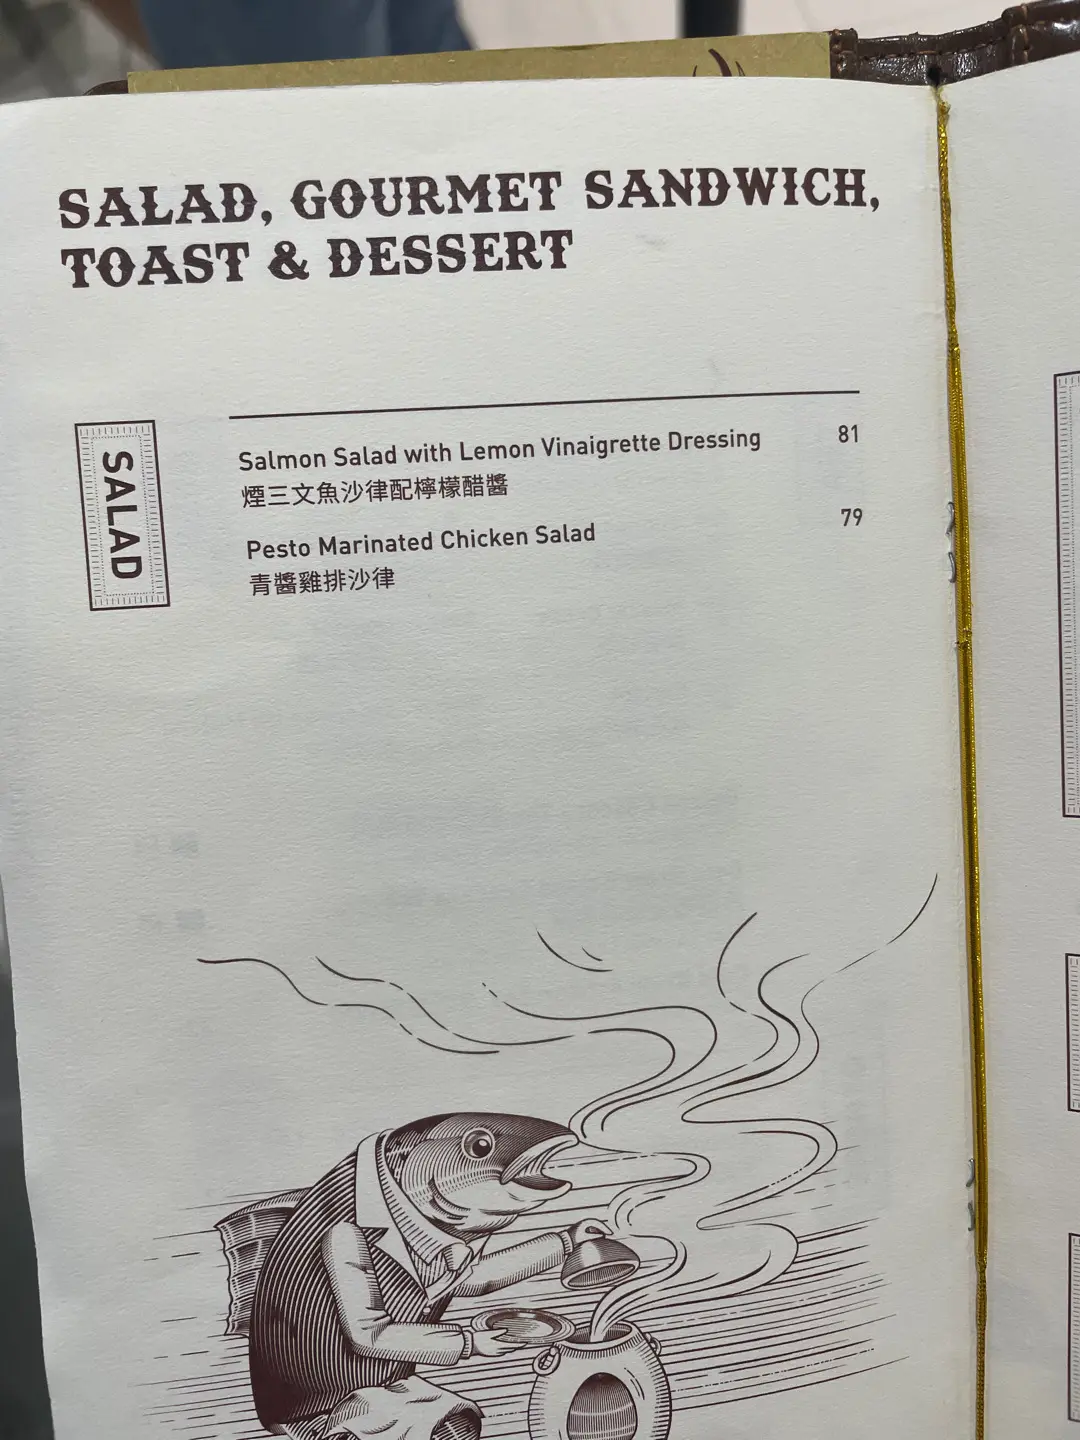 SALAD, GOURMET SANDWICH,
TOAST & DESSERT
SALAD
Salmon Salad with Lemon Vinaigrette Dressing 81
煙三文魚沙律配檸檬醋醬
Pesto Marinated Chicken Salad 79
青醬雞排沙律